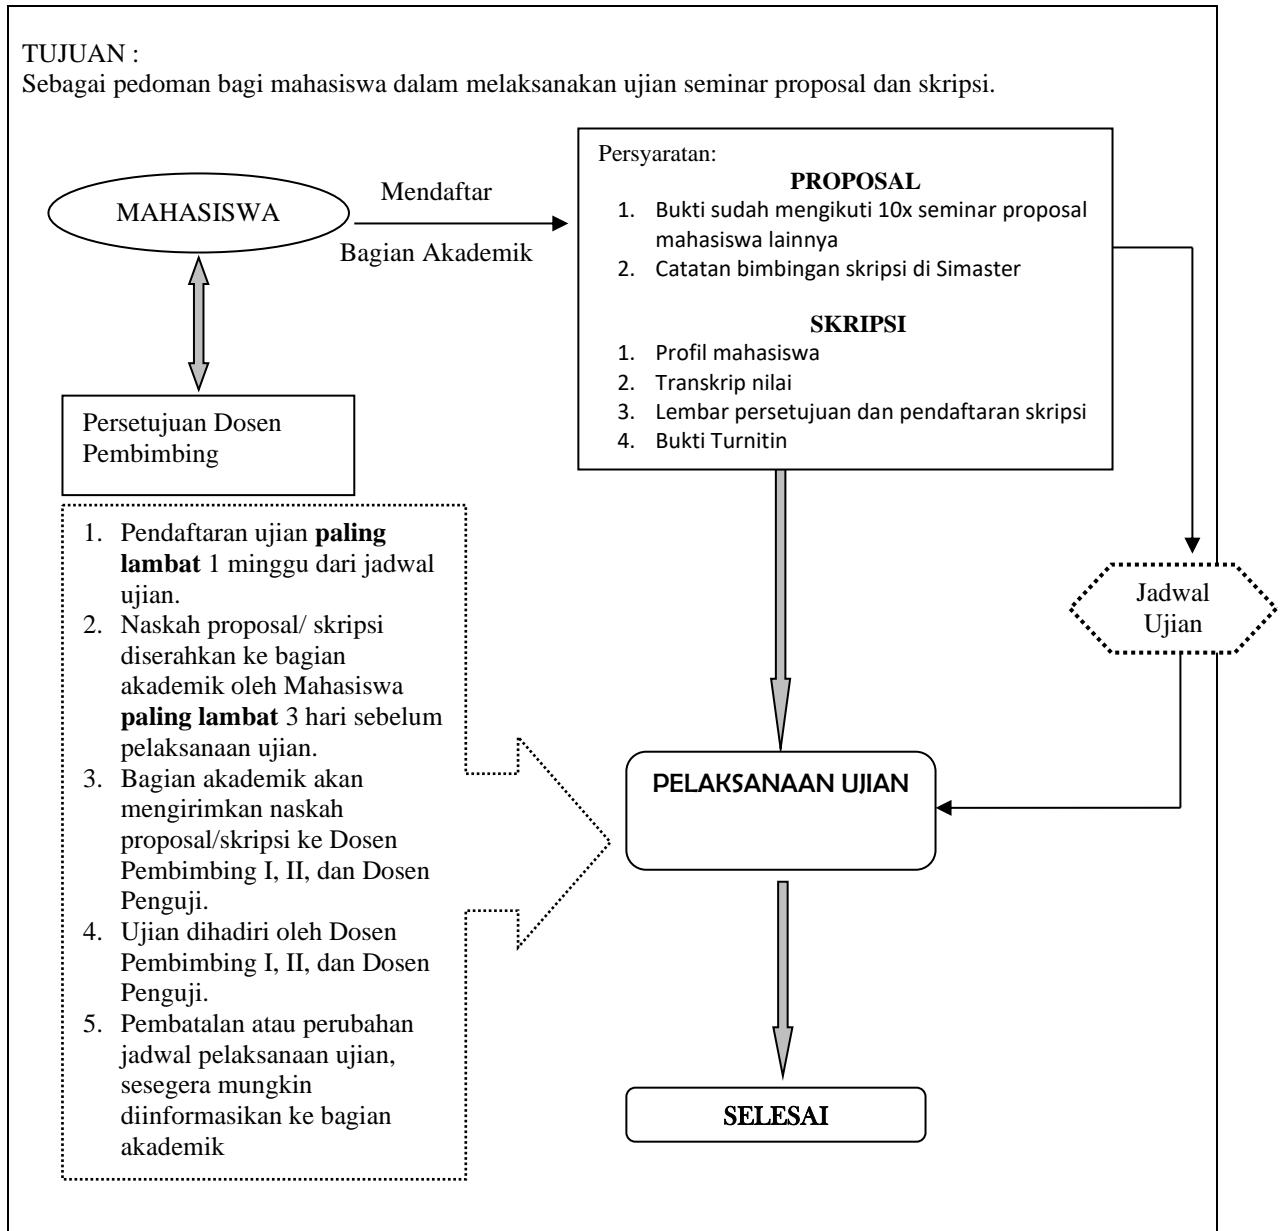 TUJUAN :
Sebagai pedoman bagi mahasiswa dalam melaksanakan ujian seminar proposal dan skripsi.
MAHASISWA
Mendaftar
Bagian Akademik
Persyaratan:
PROPOSAL
1. Bukti sudah mengikuti 10x seminar proposal
mahasiswa lainnya
2. Catatan bimbingan skripsi di Simaster
SKRIPSI
1. Profil mahasiswa
2. Transkrip nilai
3. Lembar persetujuan dan pendaftaran skripsi
4. Bukti Turnitin
Persetujuan Dosen
Pembimbing
1. Pendaftaran ujian paling
lambat 1 minggu dari jadwal
ujian.
2. Naskah proposal/ skripsi
diserahkan ke bagian
akademik oleh Mahasiswa
paling lambat 3 hari sebelum
pelaksanaan ujian.
3. Bagian akademik akan
mengirimkan naskah
proposal/skripsi ke Dosen
Pembimbing I, II, dan Dosen
Penguji.
4. Ujian dihadiri oleh Dosen
Pembimbing I, II, dan Dosen
Penguji.
5. Pembatalan atau perubahan
jadwal pelaksanaan ujian,
sesegera mungkin
diinformasikan ke bagian
akademik
Jadwal
Ujian
PELAKSANAAN UJIAN
SELESAI